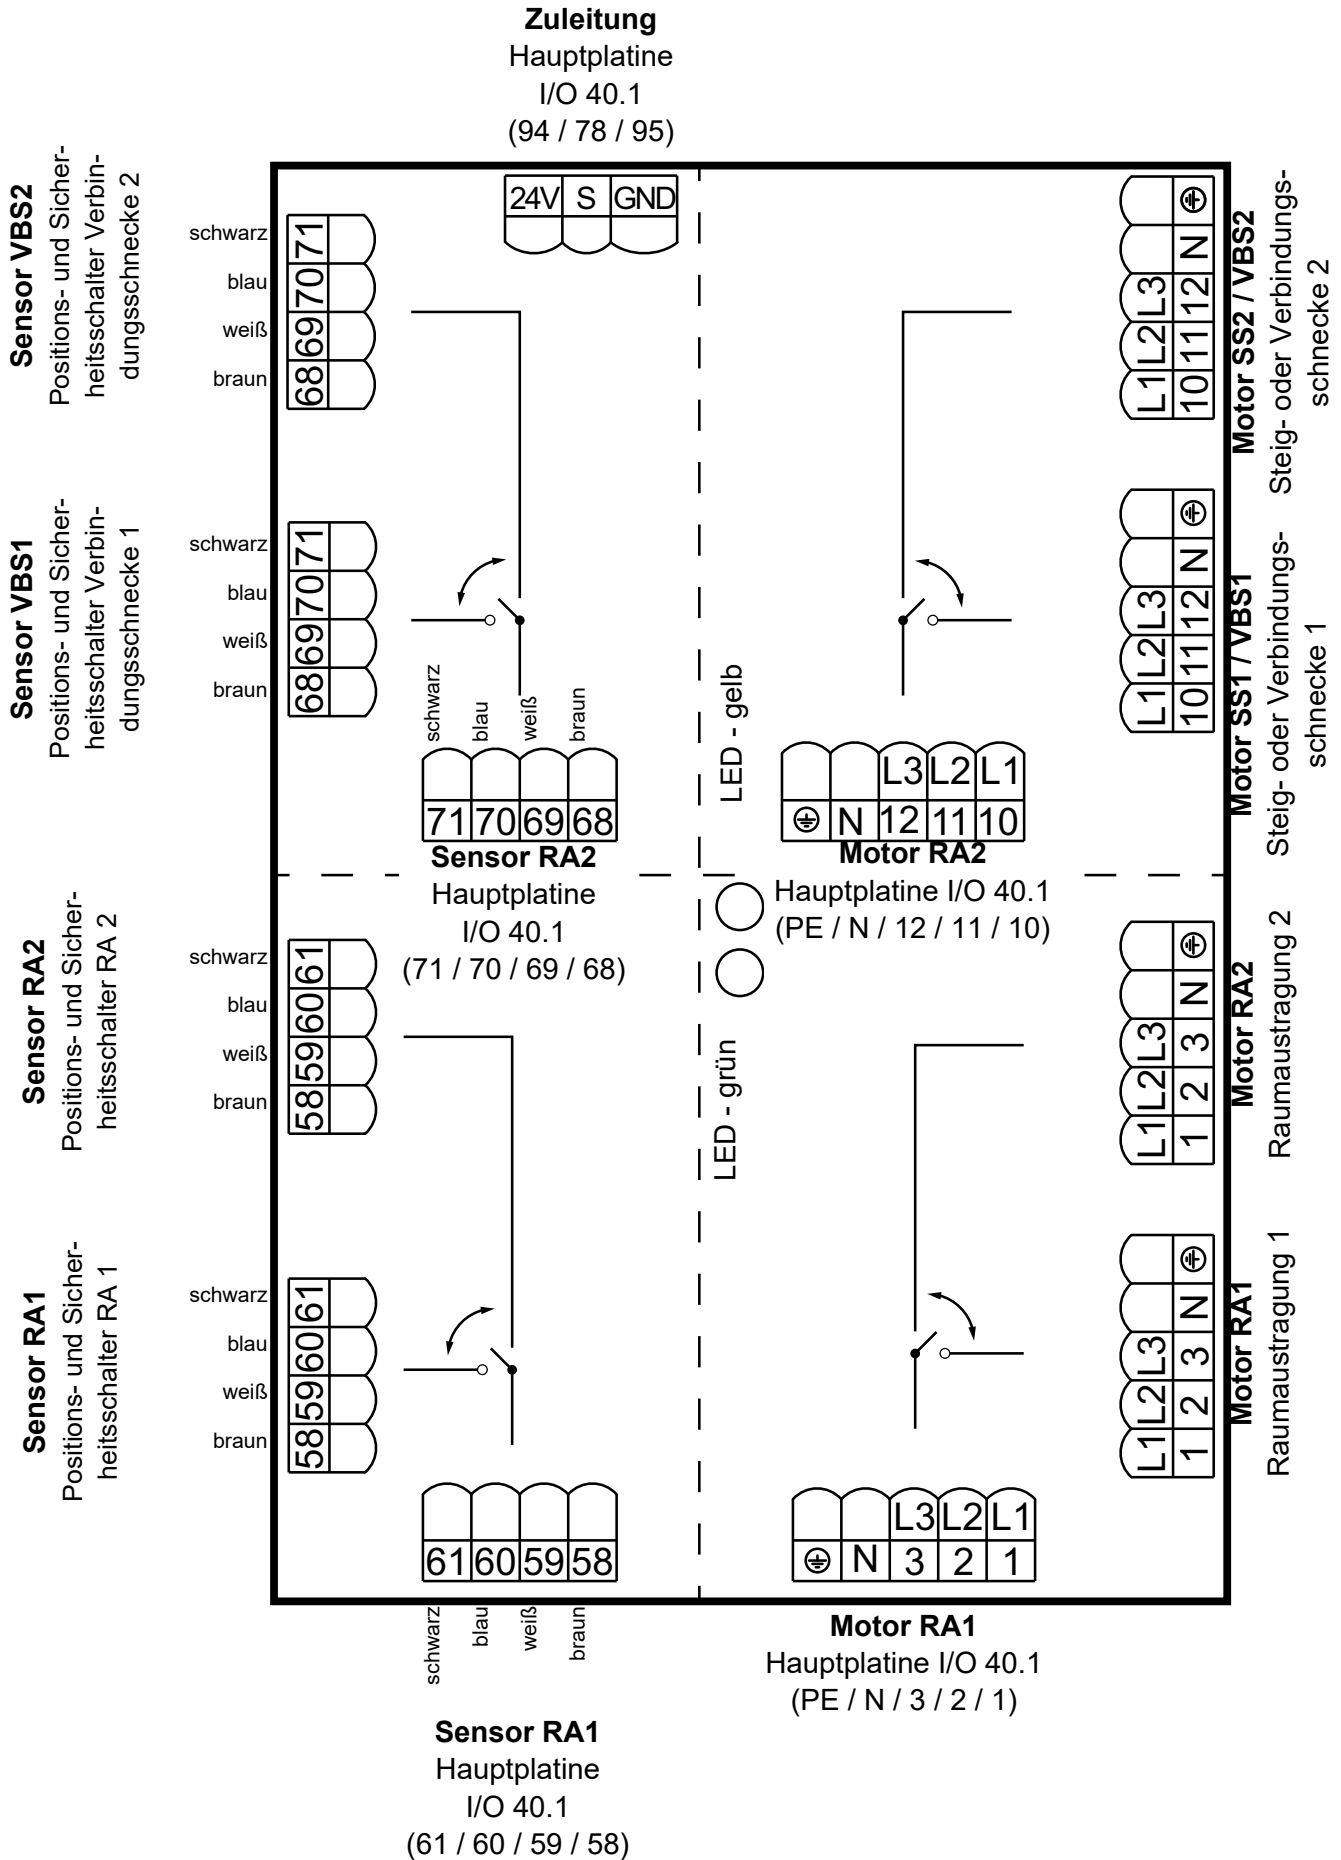 Zuleitung
Hauptplatine
I/O 40.1
(94 / 78 / 95)
24V S GND
Sensor VBS2
Positions- und Sicher-
heitsschalter Verbin-
dungsschnecke 2
schwarz
blau
weiß
braun
71
70
69
68
Sensor VBS1
Positions- und Sicher-
heitsschalter Verbin-
dungsschnecke 1
schwarz
blau
weiß
braun
71
70
69
68
schwarz
blau
weiß
braun
71 70 69 68
Sensor RA2
Hauptplatine
I/O 40.1
(71 / 70 / 69 / 68)
LED - gelb
LED - grün
N
L3 12
L2 11
L1 10
Motor SS2 / VBS2
Steig- oder Verbindungs-
schnecke 2
N
L3 12
L2 11
L1 10
Motor SS1 / VBS1
Steig- oder Verbindungs-
schnecke 1
L3 L2 L1
N 12 11 10
Motor RA2
Hauptplatine I/O 40.1
(PE / N / 12 / 11 / 10)
Sensor RA2
Positions- und Sicher-
heitsschalter RA 2
schwarz
blau
weiß
braun
61
60
59
58
Sensor RA1
Positions- und Sicher-
heitsschalter RA 1
schwarz
blau
weiß
braun
61
60
59
58
N
L3 3
L2 2
L1 1
Motor RA2
Raumaustragung 2
N
L3 3
L2 2
L1 1
Motor RA1
Raumaustragung 1
61 60 59 58
schwarz
blau
weiß
braun
Sensor RA1
Hauptplatine
I/O 40.1
(61 / 60 / 59 / 58)
L3 L2 L1
N 3 2 1
Motor RA1
Hauptplatine I/O 40.1
(PE / N / 3 / 2 / 1)